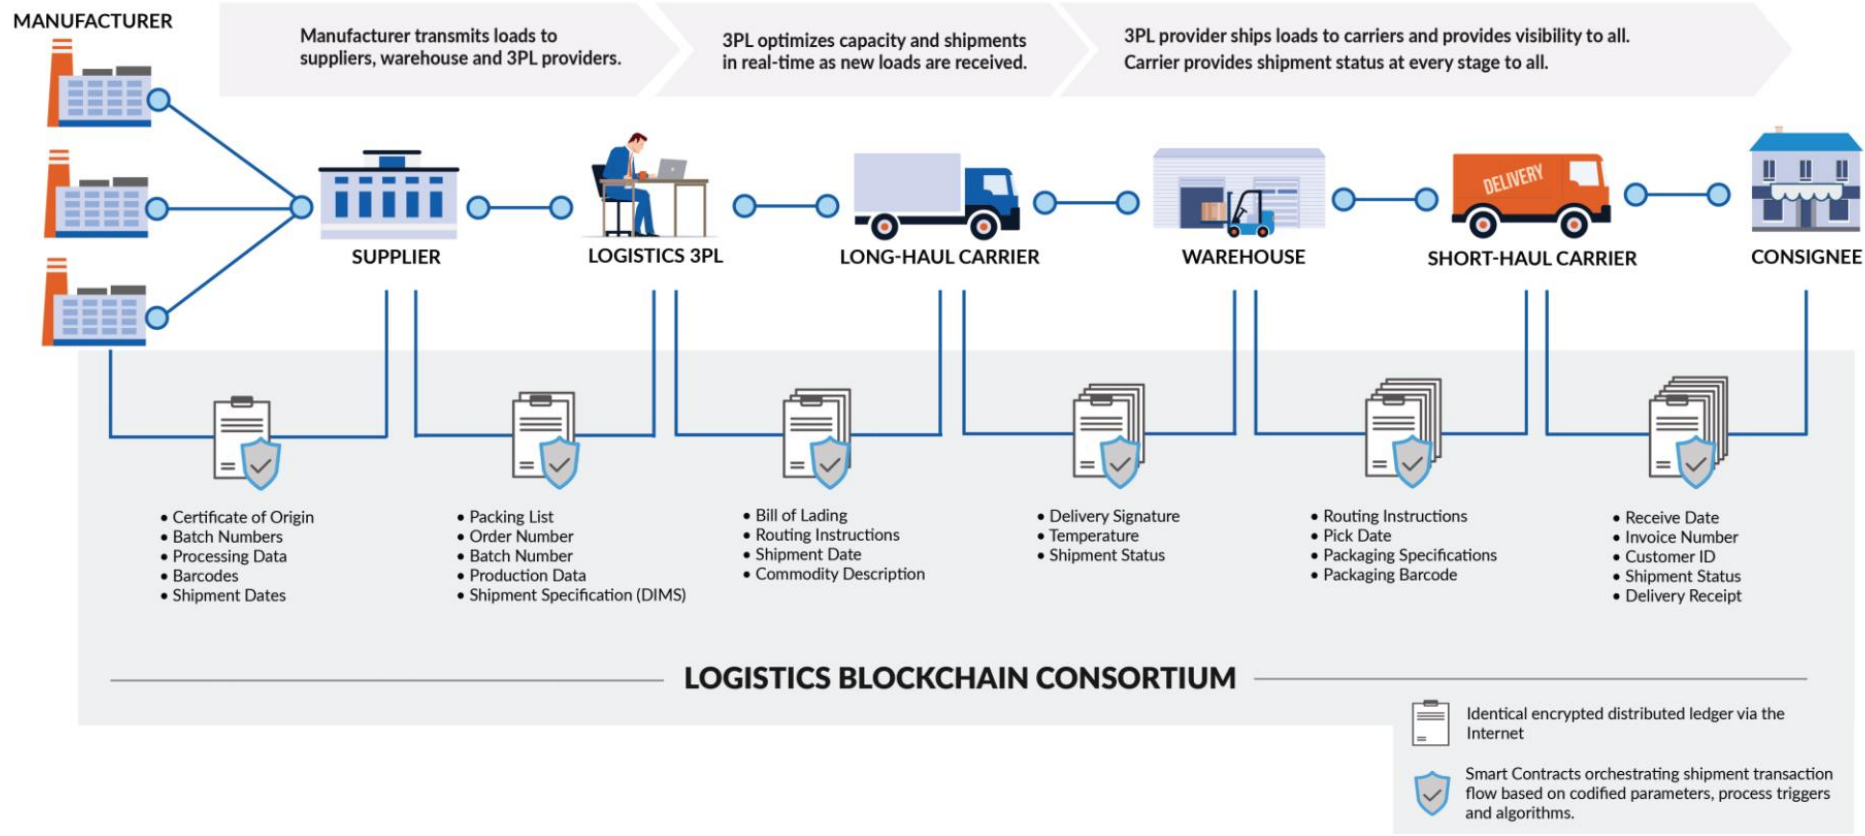 MANUFACTURER
Manufacturer transmits loads to
suppliers, warehouse and 3PL providers.
3PL optimizes capacity and shipments
in real-time as new loads are received.
3PL provider ships loads to carriers and provides visibility to all.
Carrier provides shipment status at every stage to all.
DELIVERY
SUPPLIER
LOGISTICS 3PL
LONG-HAUL CARRIER
WAREHOUSE
SHORT-HAUL CARRIER
CONSIGNEE
• Certificate of Origin
• Batch Numbers
• Processing Data
• Barcodes
• Shipment Dates
• Packing List
• Order Number
• Batch Number
• Production Data
• Shipment Specification (DIMS)
• Bill of Lading
• Routing Instructions
• Shipment Date
• Commodity Description
• Delivery Signature
• Temperature
• Shipment Status
• Routing Instructions
• Pick Date
• Packaging Specifications
• Packaging Barcode
• Receive Date
• Invoice Number
• Customer ID
• Shipment Status
• Delivery Receipt
LOGISTICS BLOCKCHAIN CONSORTIUM
Identical encrypted distributed ledger via the
Internet
Smart Contracts orchestrating shipment transaction
flow based on codified parameters, process triggers
and algorithms.